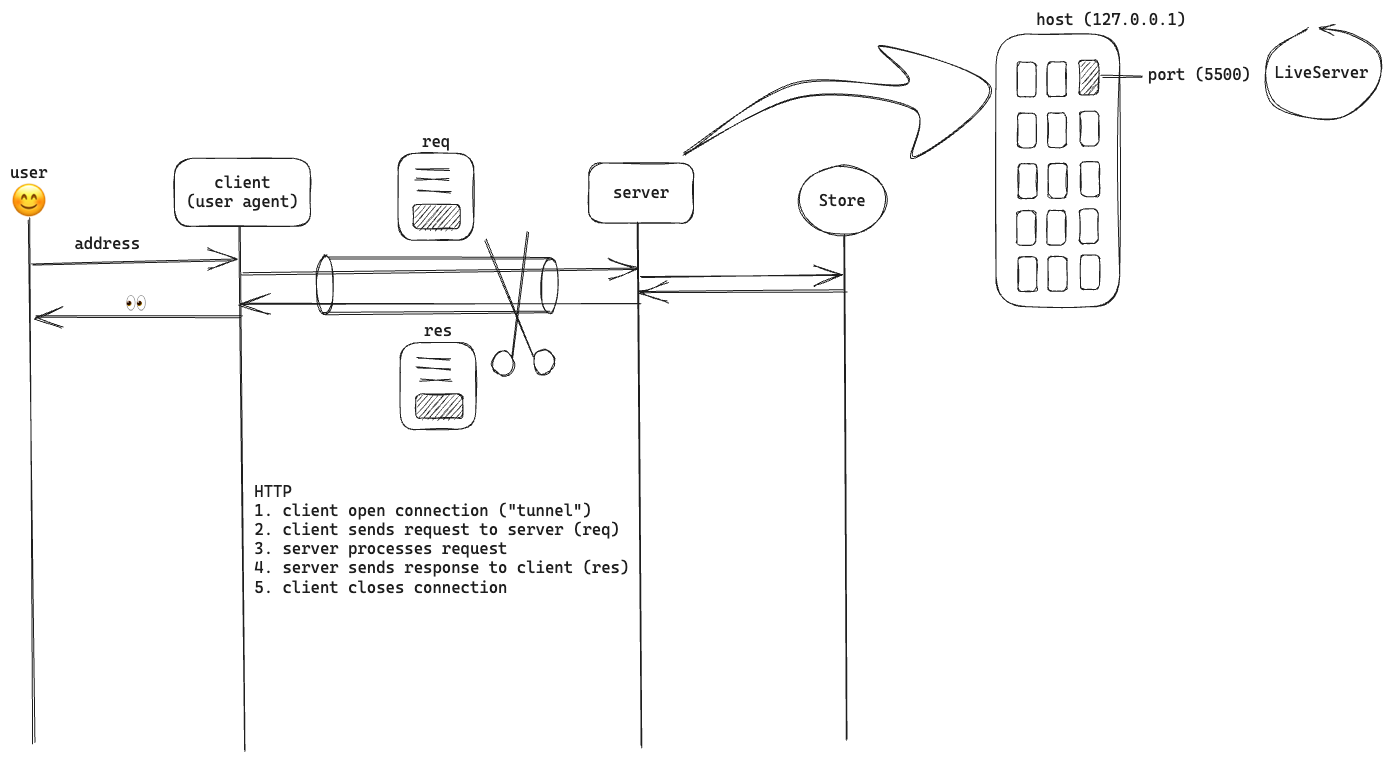 host (127.0.0.1)
port (5500)
LiveServer
req
user
client
(user agent)
server
Store
address
res
HTTP
1. client open connection ("tunnel")
2. client sends request to server (req)
3. server processes request
4. server sends response to client (res)
5. client closes connection